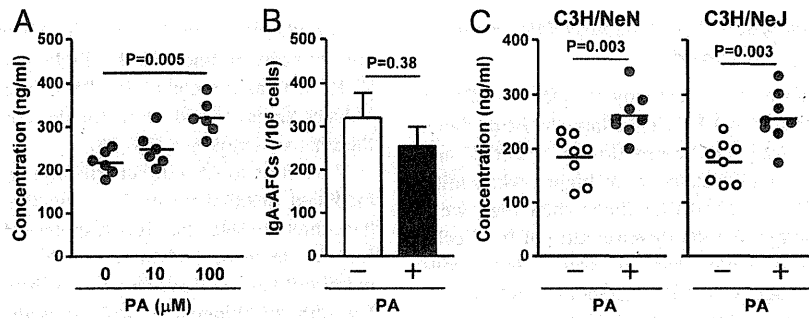 A
Concentration (ng/ml)
500
400
300
200
100
0
P=0.005
0 10 100
PA (μM)
B
IgA-AFCs (/10⁵ cells)
500
400
300
200
100
0
P=0.38
− +
PA
C
C3H/NeN C3H/NeJ
Concentration (ng/ml)
400
300
200
100
0
P=0.003 P=0.003
− + − +
PA PA